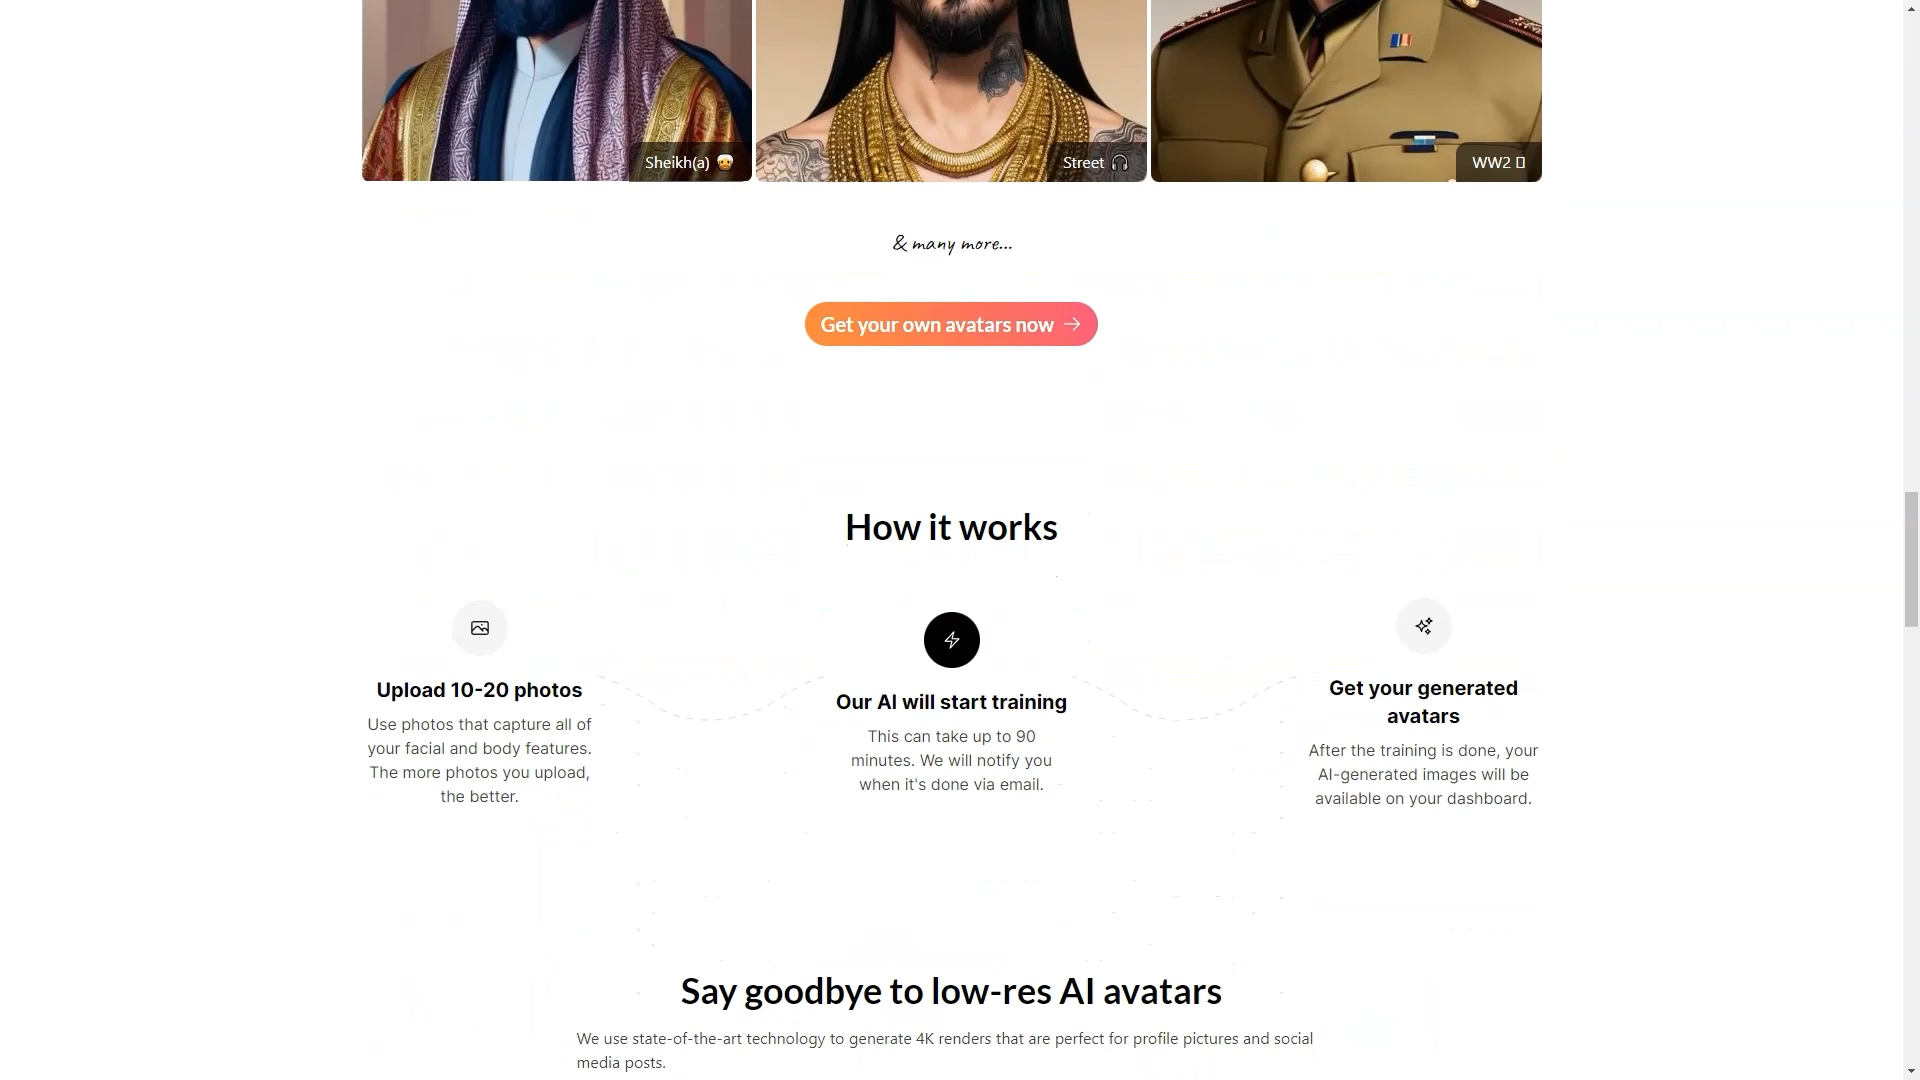 Sheikh(a)
Street
WW2
& many more...
Get your own avatars now
How it works
Upload 10-20 photos
Use photos that capture all of
your facial and body features.
The more photos you upload,
the better.
Our AI will start training
This can take up to 90
minutes. We will notify you
when it's done via email.
Get your generated
avatars
After the training is done, your
AI-generated images will be
available on your dashboard.
Say goodbye to low-res AI avatars
We use state-of-the-art technology to generate 4K renders that are perfect for profile pictures and social
media posts.